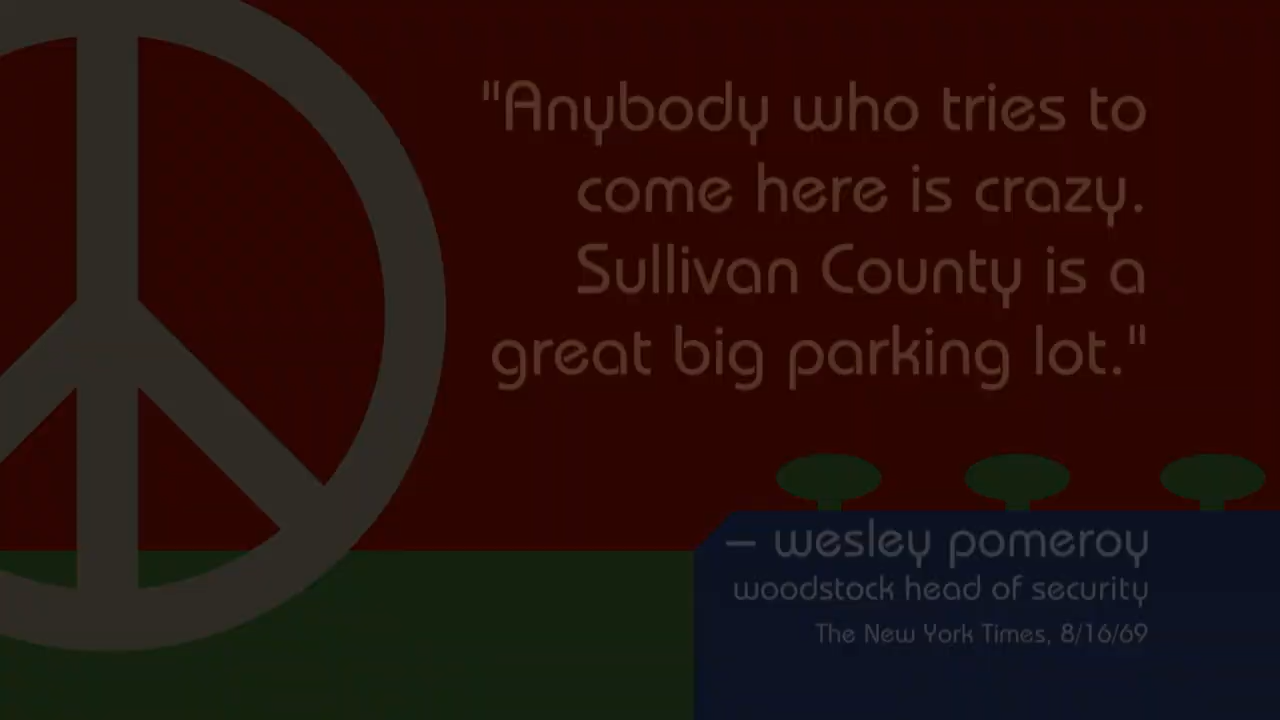 "Anybody who tries to
come here is crazy.
Sullivan County is a
great big parking lot."
– wesley pomeroy
woodstock head of security
The New York Times, 8/16/69